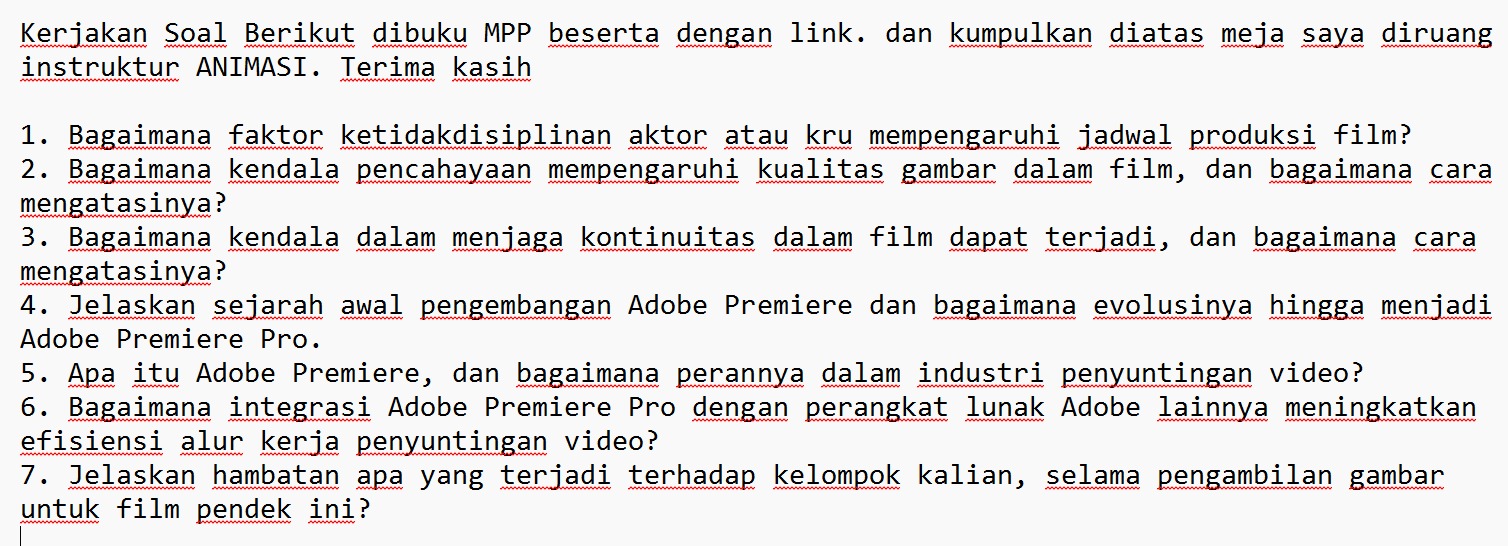 Kerjakan Soal Berikut dibuku MPP beserta dengan link. dan kumpulkan diatas meja saya diruang
instruktur ANIMASI. Terima kasih
1. Bagaimana faktor ketidakdisiplinan aktor atau kru mempengaruhi jadwal produksi film?
2. Bagaimana kendala pencahayaan mempengaruhi kualitas gambar dalam film, dan bagaimana cara
mengatasinya?
3. Bagaimana kendala dalam menjaga kontinuitas dalam film dapat terjadi, dan bagaimana cara
mengatasinya?
4. Jelaskan sejarah awal pengembangan Adobe Premiere dan bagaimana evolusinya hingga menjadi
Adobe Premiere Pro.
5. Apa itu Adobe Premiere, dan bagaimana perannya dalam industri penyuntingan video?
6. Bagaimana integrasi Adobe Premiere Pro dengan perangkat lunak Adobe lainnya meningkatkan
efisiensi alur kerja penyuntingan video?
7. Jelaskan hambatan apa yang terjadi terhadap kelompok kalian, selama pengambilan gambar
untuk film pendek ini?